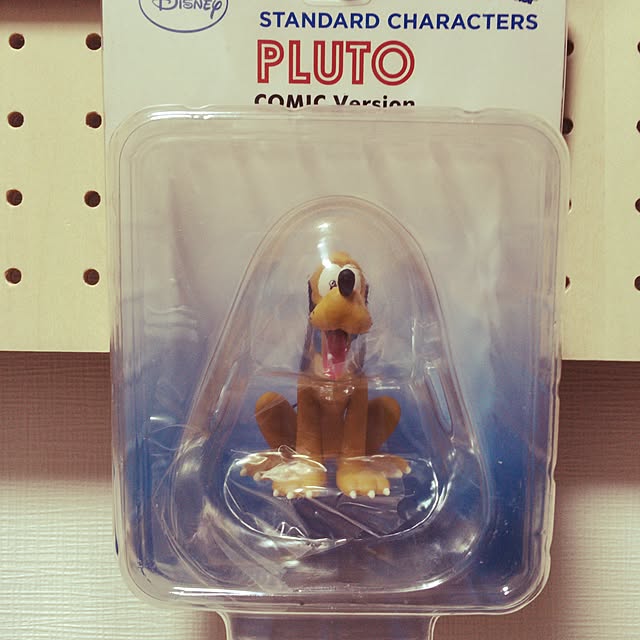 DISNEY
STANDARD CHARACTERS
PLUTO
COMIC Version